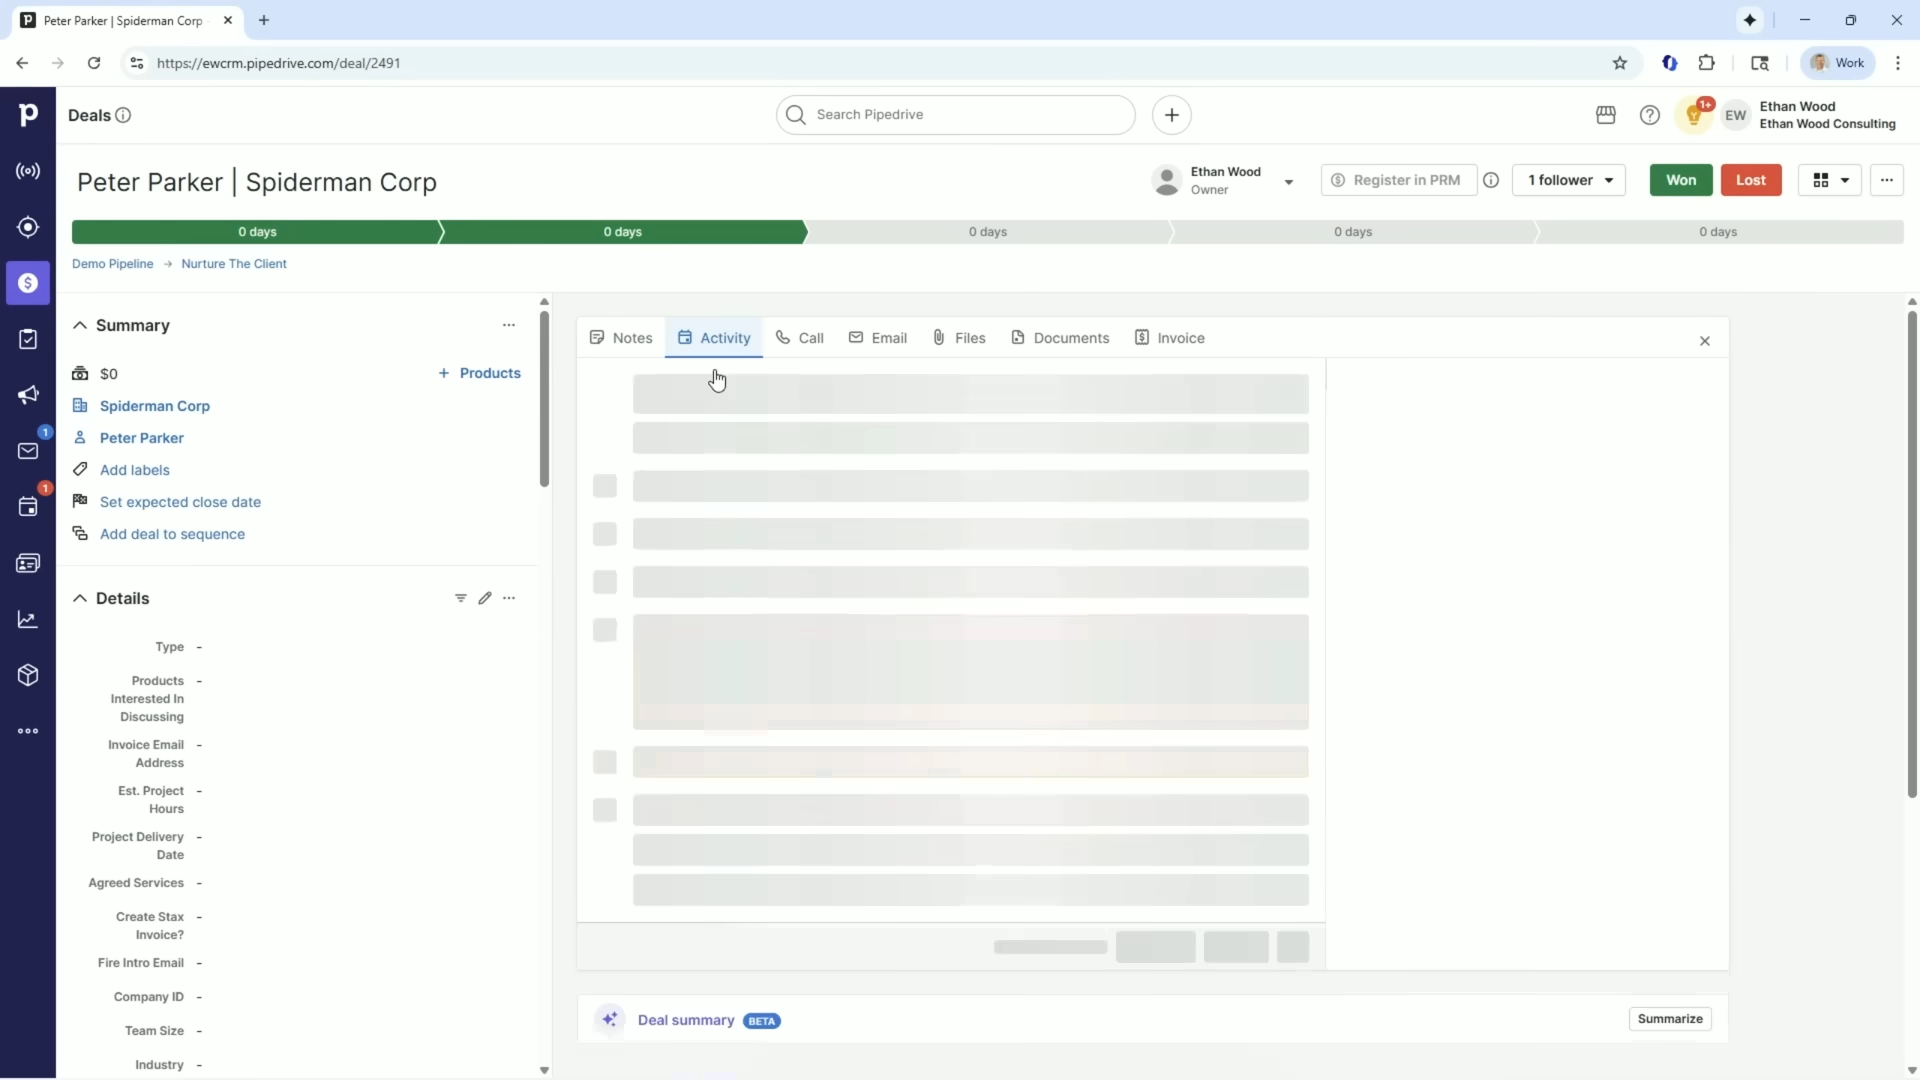 Peter Parker | Spiderman Corp
https://ewcrm.pipedrive.com/deal/2491
Work
Deals
Search Pipedrive
1+
EW
Ethan Wood
Ethan Wood Consulting
Peter Parker | Spiderman Corp
Ethan Wood
Owner
Register in PRM
1 follower
Won
Lost
0 days
0 days
0 days
0 days
0 days
Demo Pipeline → Nurture The Client
Summary
$0
+ Products
Spiderman Corp
Peter Parker
Add labels
Set expected close date
Add deal to sequence
1
1
Details
Type -
Products Interested In Discussing -
Invoice Email Address -
Est. Project Hours -
Project Delivery Date -
Agreed Services -
Create Stax Invoice? -
Fire Intro Email -
Company ID -
Team Size -
Industry -
Notes
Activity
Call
Email
Files
Documents
Invoice
Deal summary BETA
Summarize